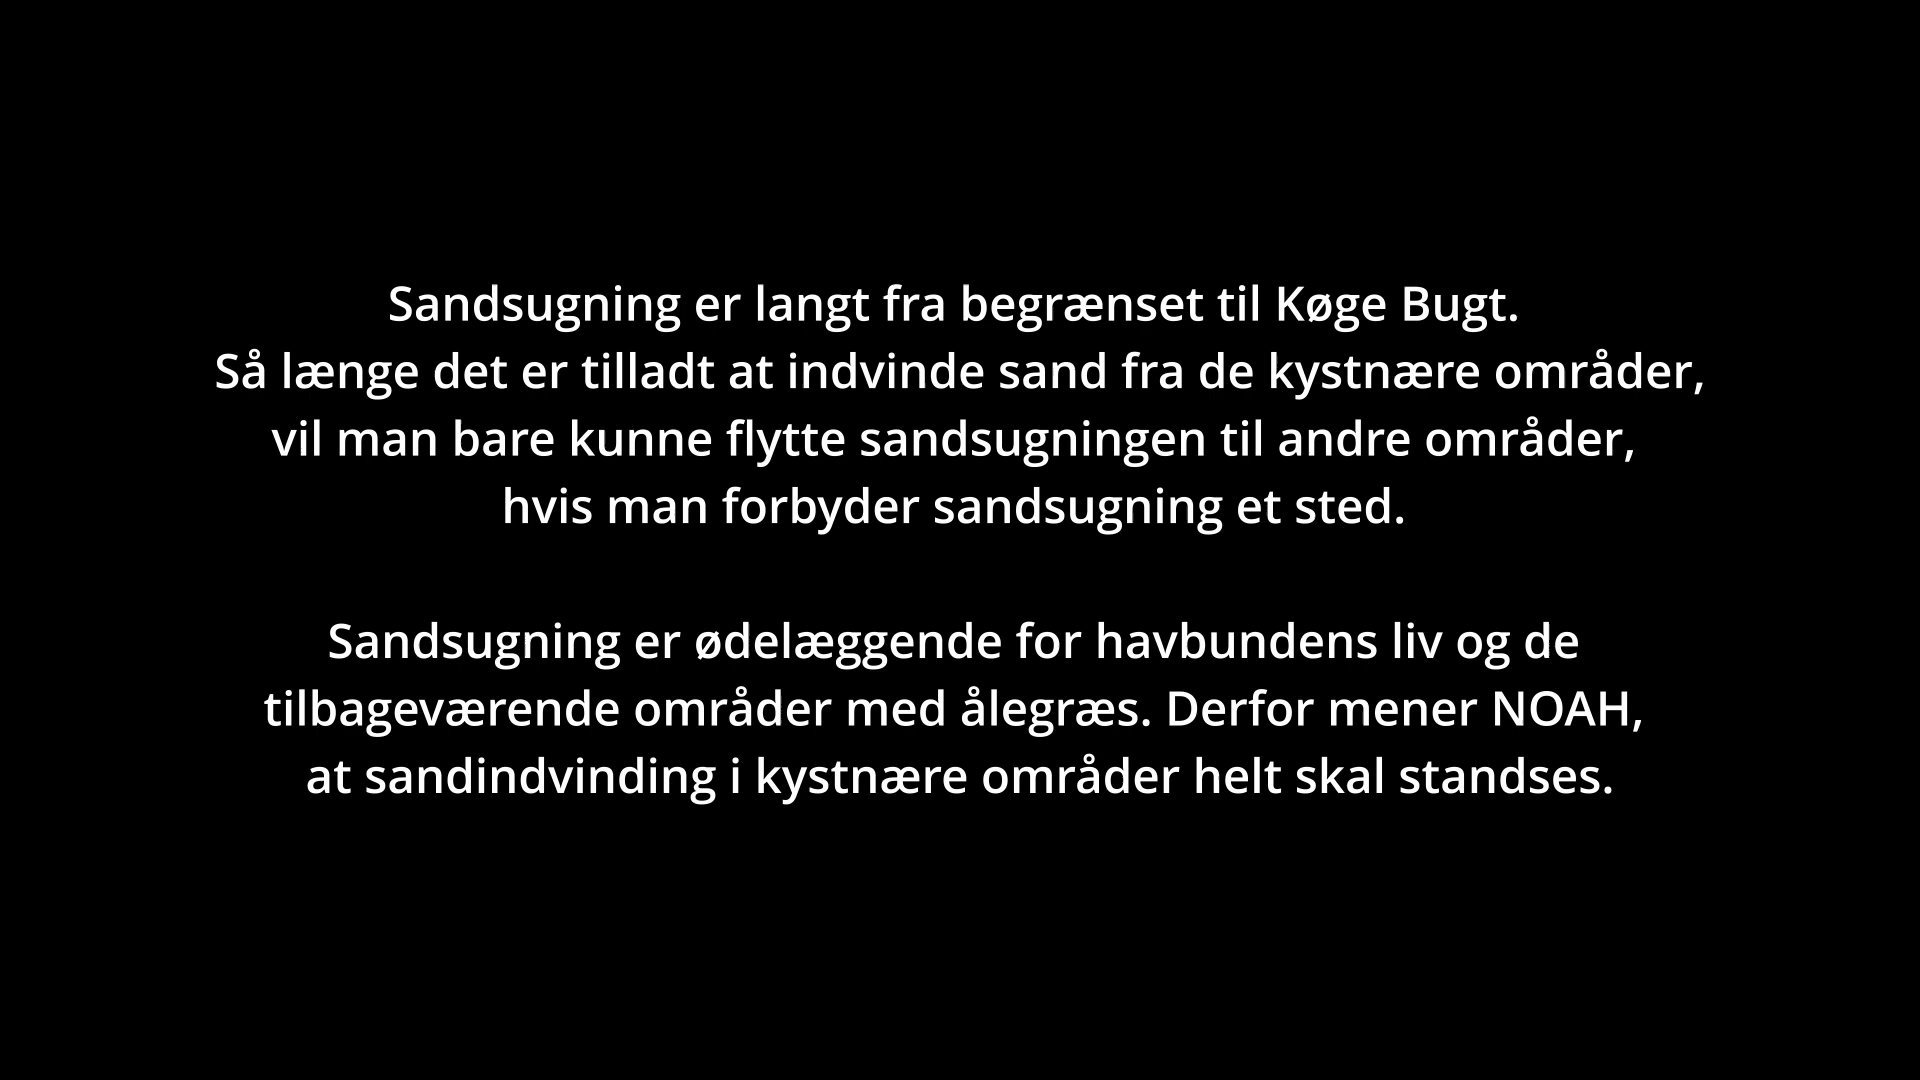 Sandsugning er langt fra begrænset til Køge Bugt.
Så længe det er tilladt at indvinde sand fra de kystnære områder,
vil man bare kunne flytte sandsugningen til andre områder,
hvis man forbyder sandsugning et sted.
Sandsugning er ødelæggende for havbundens liv og de
tilbageværende områder med ålegræs. Derfor mener NOAH,
at sandindvinding i kystnære områder helt skal standses.